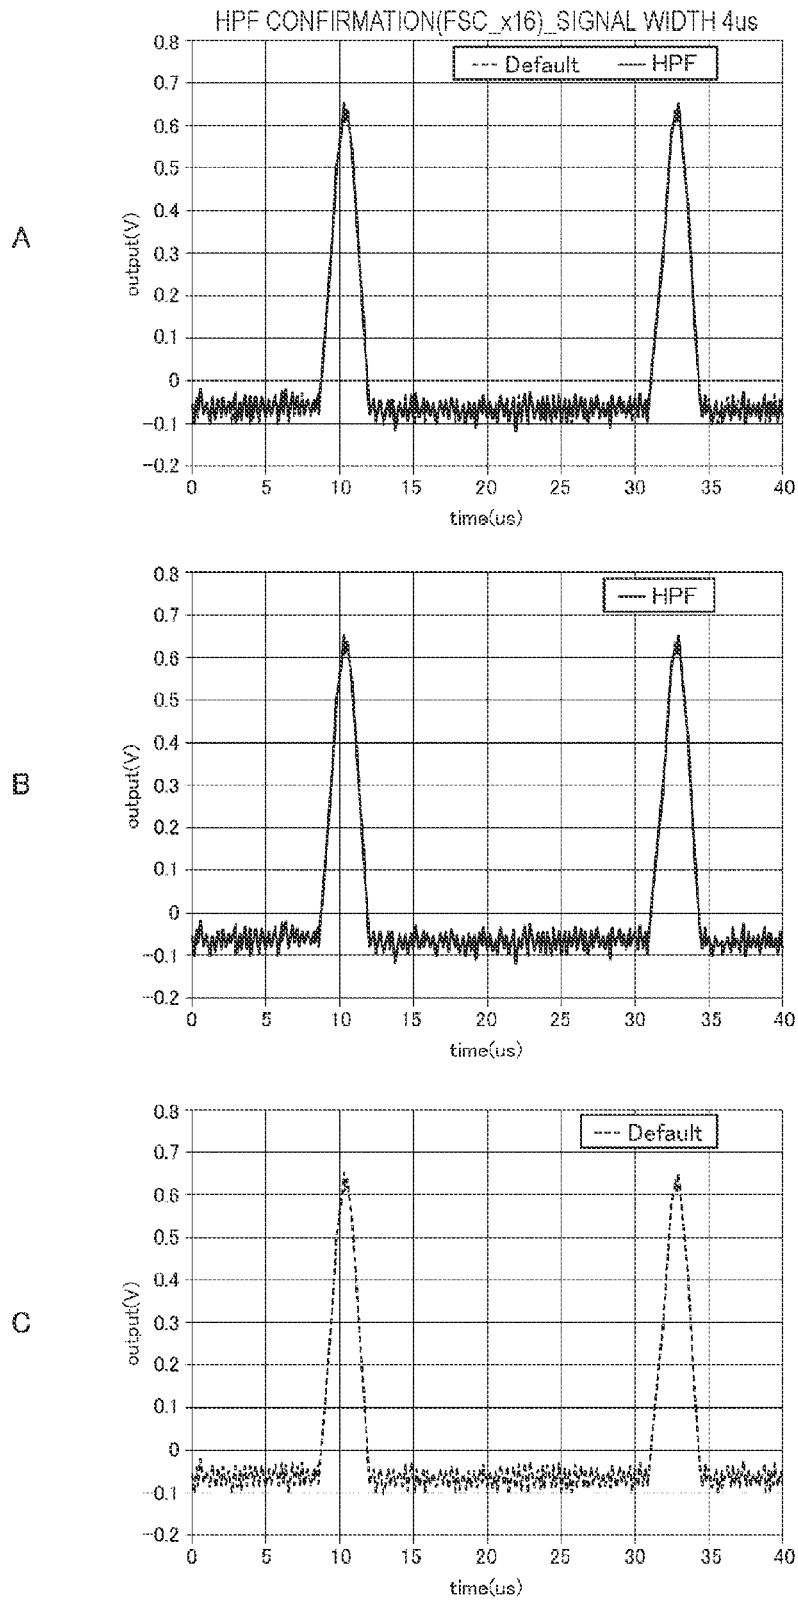 HPF CONFIRMATION(FSC_x16)_SIGNAL WIDTH 4us
A
0.8
0.7
0.6
0.5
0.4
0.3
0.2
0.1
0
-0.1
-0.2
output(V)
Default HPF
0 5 10 15 20 25 30 35 40
time(us)
B
0.8
0.7
0.6
0.5
0.4
0.3
0.2
0.1
0
-0.1
-0.2
output(V)
HPF
0 5 10 15 20 25 30 35 40
time(us)
C
0.8
0.7
0.6
0.5
0.4
0.3
0.2
0.1
0
-0.1
-0.2
output(V)
Default
0 5 10 15 20 25 30 35 40
time(us)